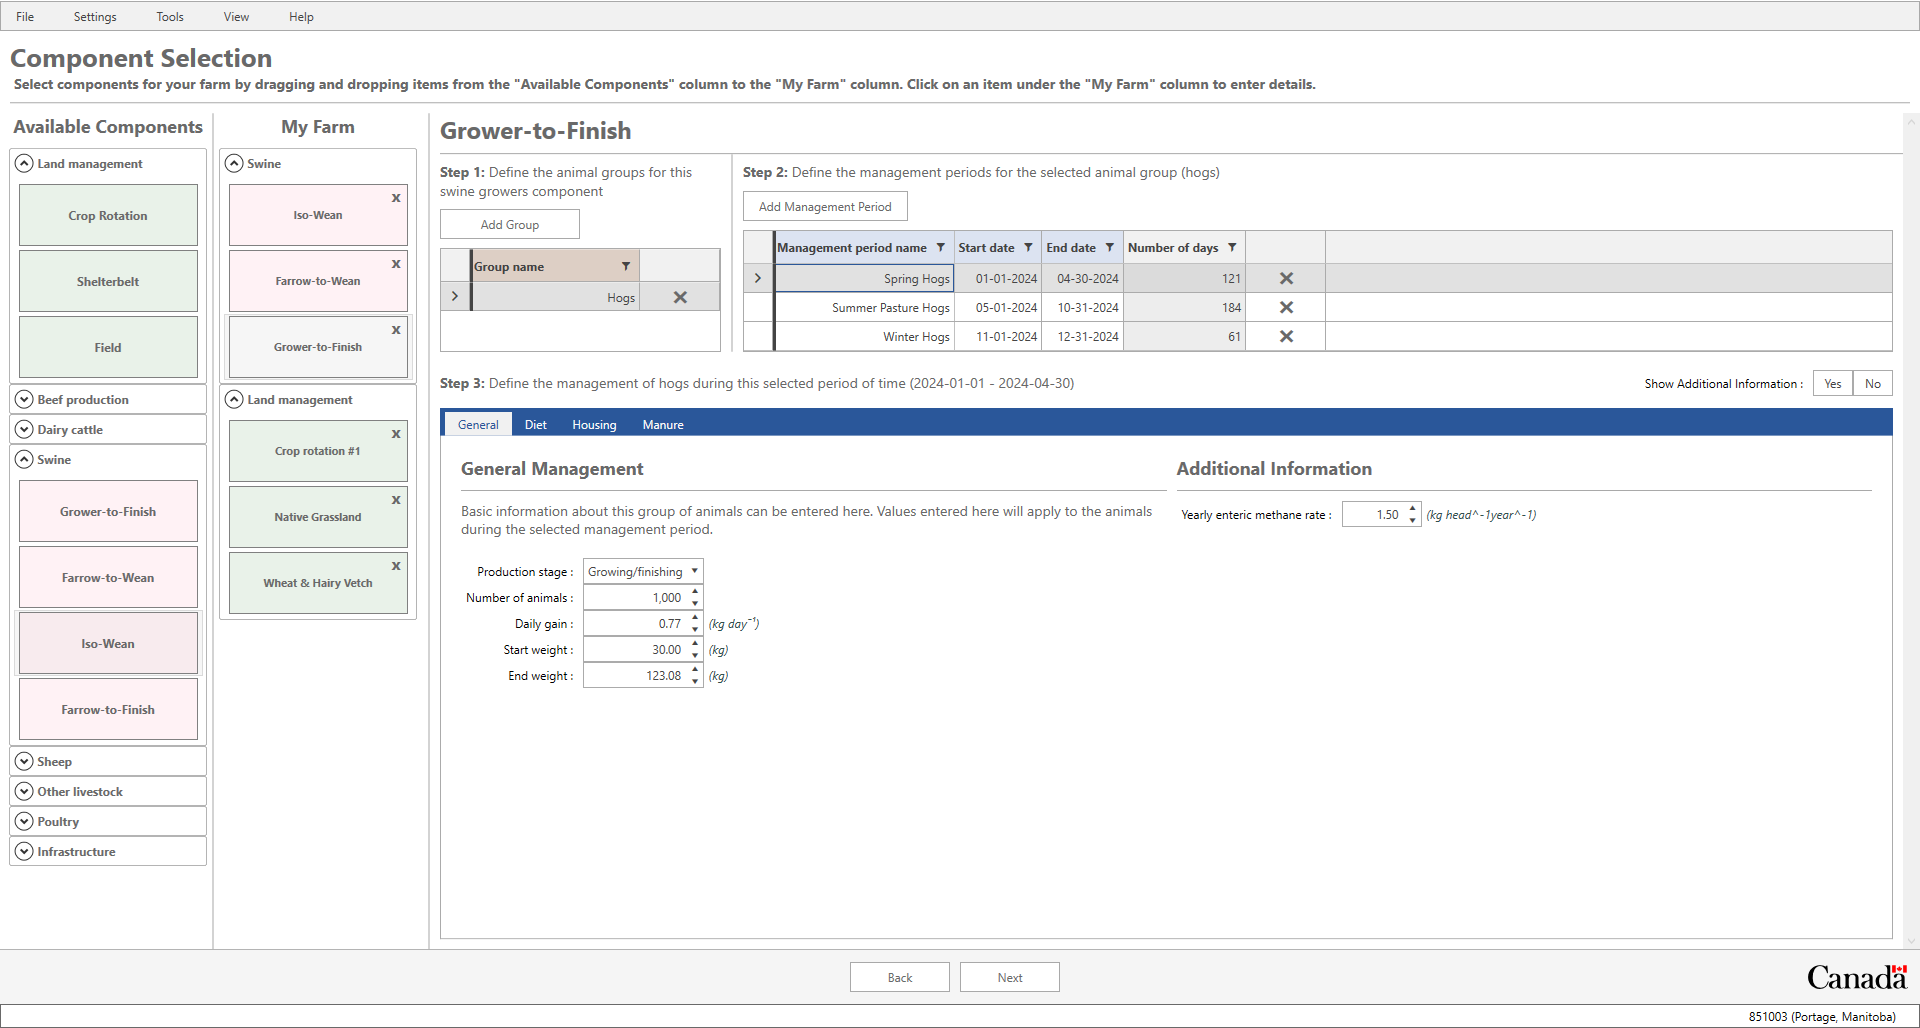 File Settings Tools View Help
Component Selection
Select components for your farm by dragging and dropping items from the "Available Components" column to the "My Farm" column. Click on an item under the "My Farm" column to enter details.
Available Components
Land management
Crop Rotation
Shelterbelt
Field
Beef production
Dairy cattle
Swine
Grower-to-Finish
Farrow-to-Wean
Iso-Wean
Farrow-to-Finish
Sheep
Other livestock
Poultry
Infrastructure
My Farm
Swine
x
Iso-Wean
x
Farrow-to-Wean
x
Grower-to-Finish
Land management
x
Crop rotation #1
x
Native Grassland
x
Wheat & Hairy Vetch
Grower-to-Finish
Step 1: Define the animal groups for this
swine growers component
Add Group
Group name
Hogs
Step 2: Define the management periods for the selected animal group (hogs)
Add Management Period
Management period name Start date End date Number of days
Spring Hogs 01-01-2024 04-30-2024 121
Summer Pasture Hogs 05-01-2024 10-31-2024 184
Winter Hogs 11-01-2024 12-31-2024 61
Step 3: Define the management of hogs during this selected period of time (2024-01-01 - 2024-04-30)
Show Additional Information : Yes No
General Diet Housing Manure
General Management
Basic information about this group of animals can be entered here. Values entered here will apply to the animals
during the selected management period.
Production stage : Growing/finishing
Number of animals : 1,000
Daily gain : 0.77 (kg day⁻¹)
Start weight : 30.00 (kg)
End weight : 123.08 (kg)
Additional Information
Yearly enteric methane rate : 1.50 (kg head^-1year^-1)
Back Next
Canada
851003 (Portage, Manitoba)